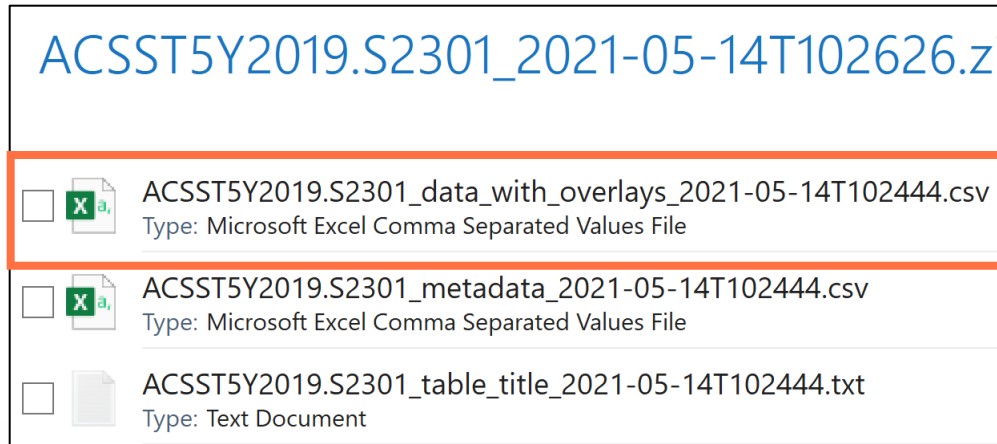 ACSST5Y2019.S2301_2021-05-14T102626.z
ACSST5Y2019.S2301_data_with_overlays_2021-05-14T102444.csv
Type: Microsoft Excel Comma Separated Values File
ACSST5Y2019.S2301_metadata_2021-05-14T102444.csv
Type: Microsoft Excel Comma Separated Values File
ACSST5Y2019.S2301_table_title_2021-05-14T102444.txt
Type: Text Document